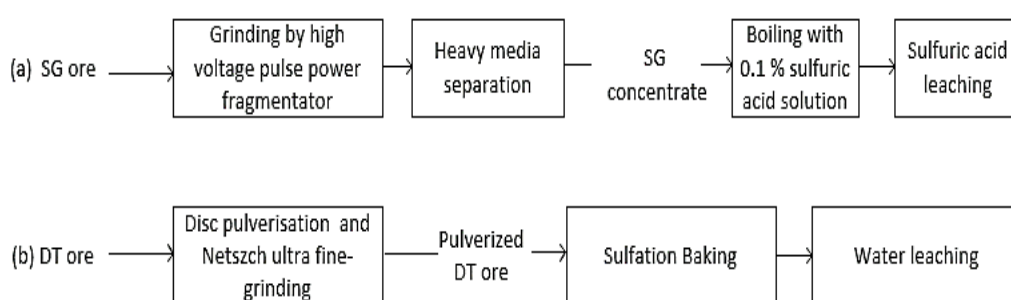 (a) SG ore
Grinding by high
voltage pulse power
fragmentator
Heavy media
separation
SG
concentrate
Boiling with
0.1 % sulfuric
acid solution
Sulfuric acid
leaching
(b) DT ore
Disc pulverisation and
Netszch ultra fine-
grinding
Pulverized
DT ore
Sulfation Baking
Water leaching